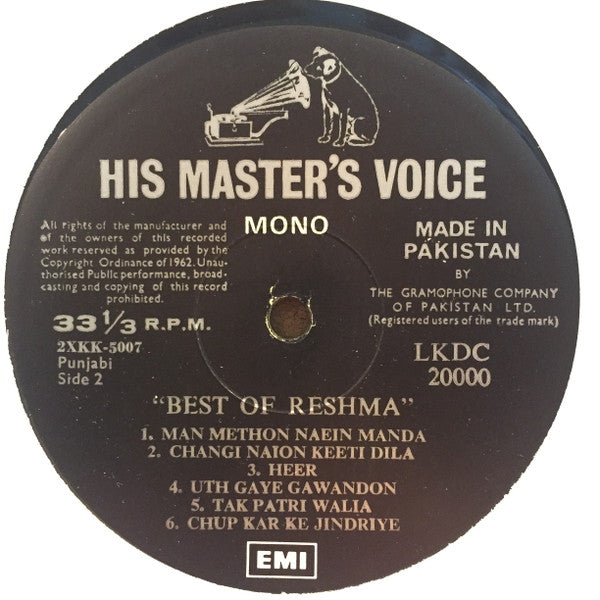 HIS MASTER'S VOICE
All rights of the manufacturer and
of the owners of this recorded
work reserved as provided by the
Copyright Ordinance of 1962. Unau-
thorised Public performance, broad-
casting and copying of this record
prohibited.
MONO
MADE IN
PAKISTAN
BY
THE GRAMOPHONE COMPANY
OF PAKISTAN LTD.
(Registered users of the trade mark)
33 1/3 R.P.M.
2XKK-5007
Punjabi
Side 2
LKDC
20000
"BEST OF RESHMA"
1. MAN METHON NAEIN MANDA
2. CHANGI NAION KEETI DILA
3. HEER
4. UTH GAYE GAWANDON
5. TAK PATRI WALIA
6. CHUP KAR KE JINDRIYE
EMI